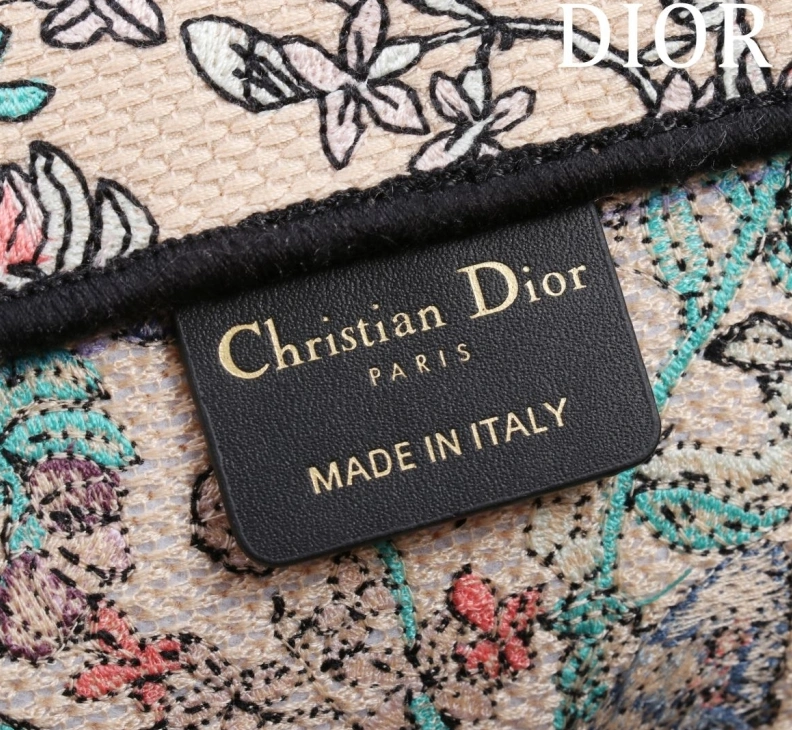 DIOR
Christian Dior
PARIS
MADE IN ITALY